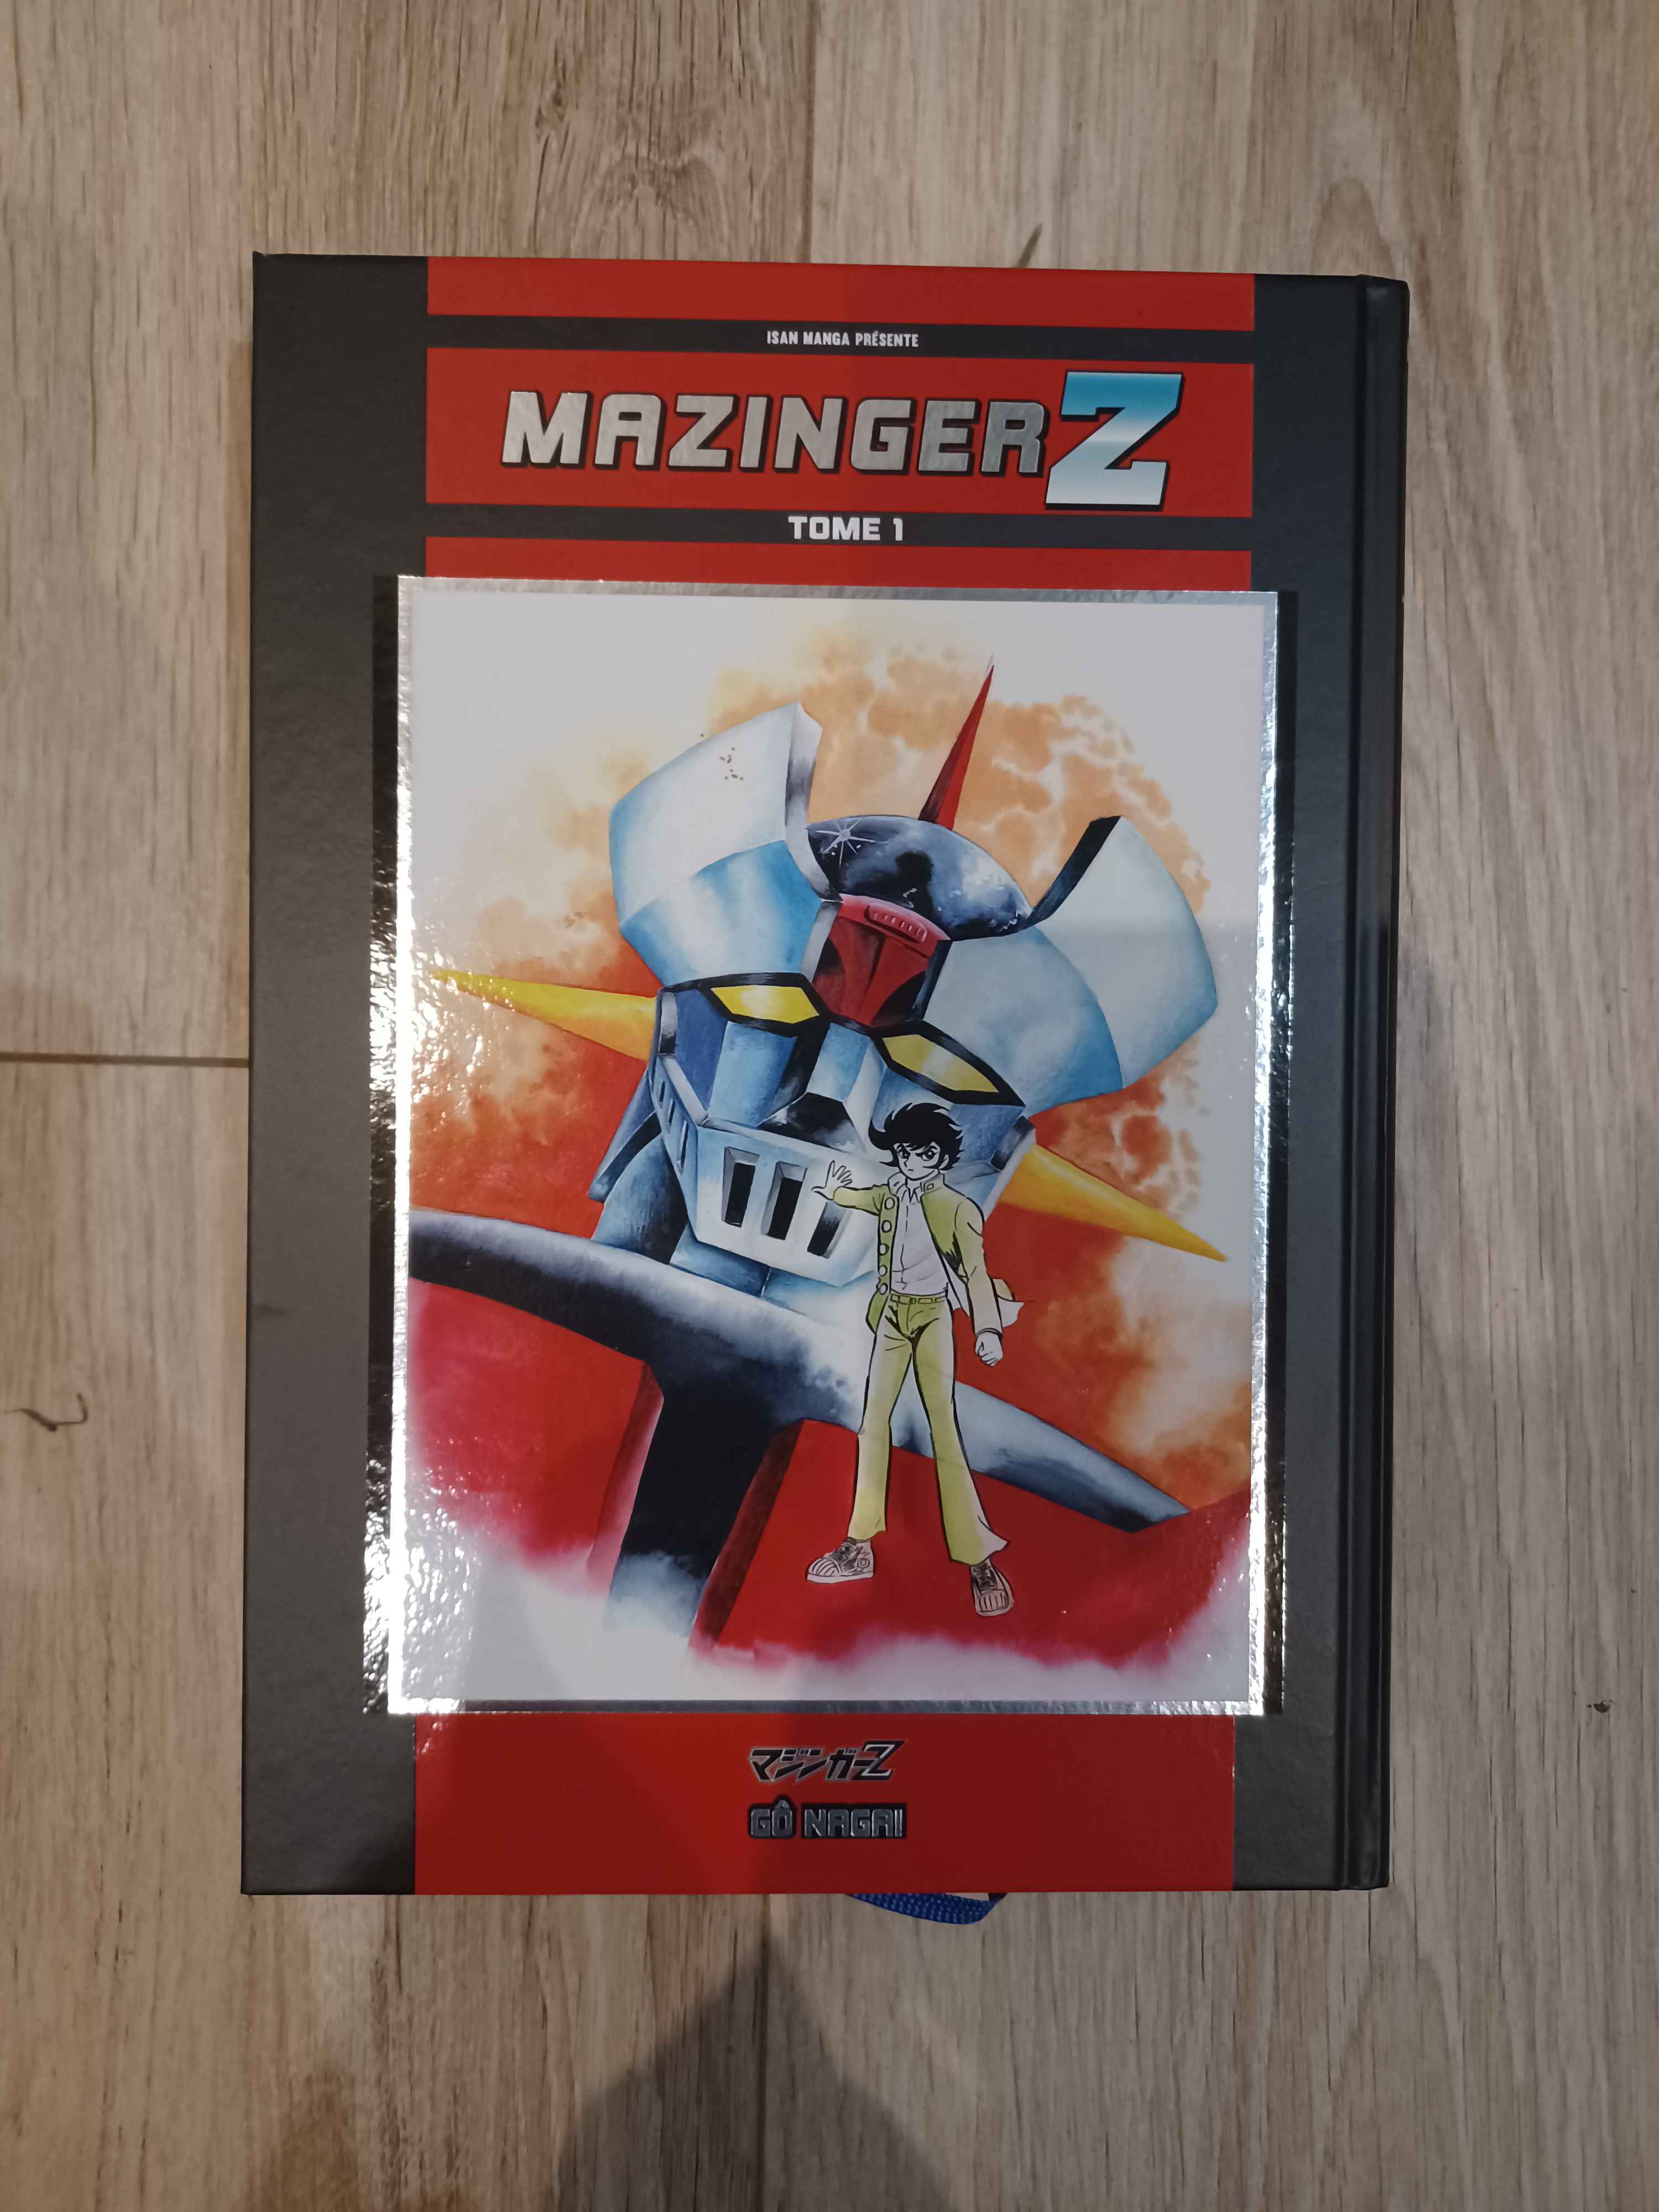 ISAN MANGA PRÉSENTE
MAZINGER Z
TOME 1
マジンガーZ
GÔ NAGAI